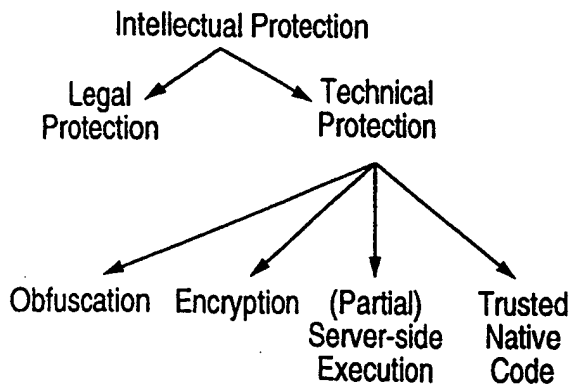 Intellectual Protection
Legal
Protection
Technical
Protection
Obfuscation
Encryption
(Partial)
Server-side
Execution
Trusted
Native
Code